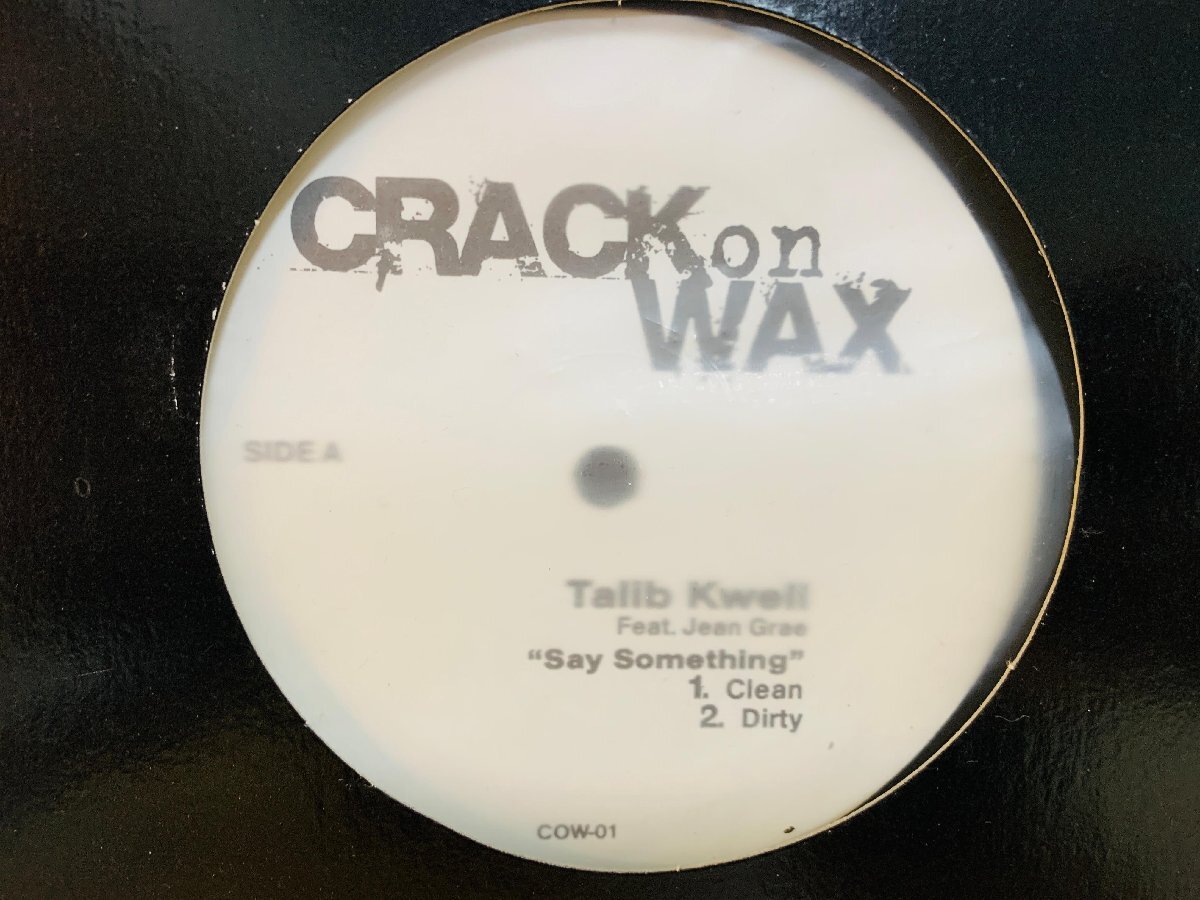 CRACK on
WAX
SIDE A
Talib Kweli
Feat. Jean Grae
“Say Something”
1. Clean
2. Dirty
COW-01